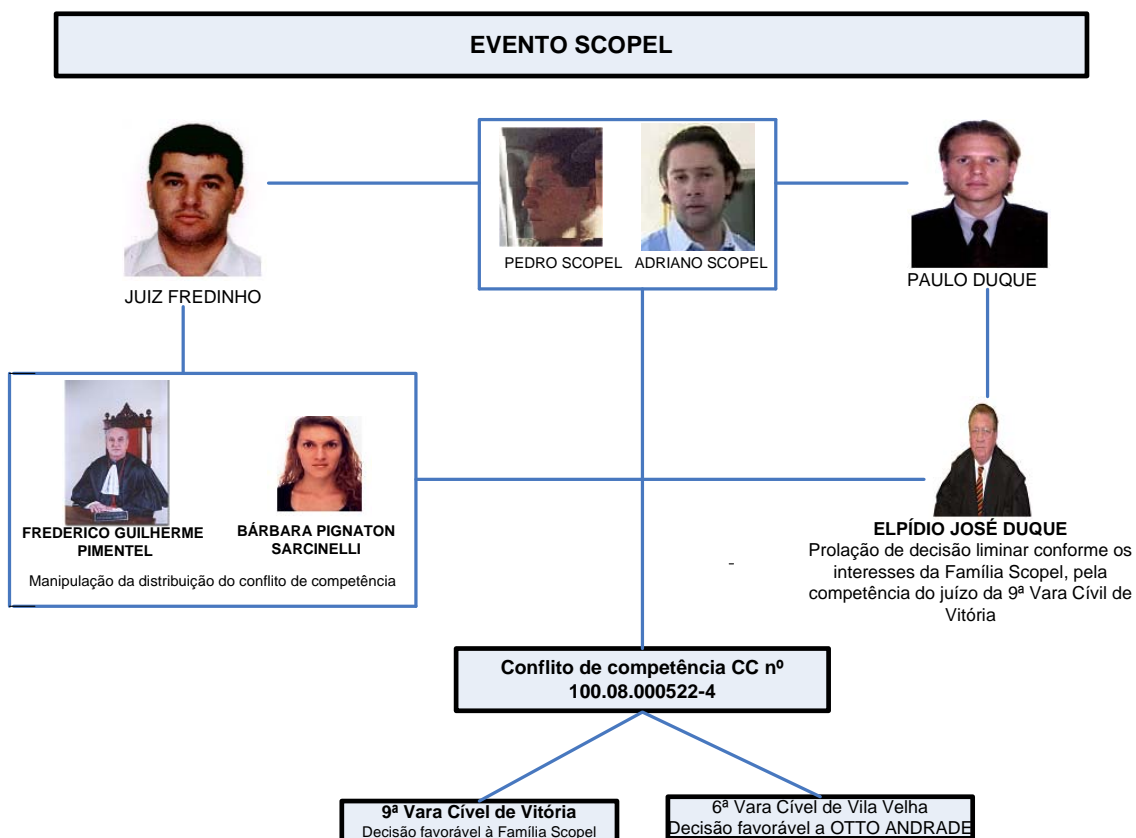 EVENTO SCOPEL
PEDRO SCOPEL
ADRIANO SCOPEL
JUIZ FREDINHO
PAULO DUQUE
FREDERICO GUILHERME
PIMENTEL
BÁRBARA PIGNATON
SARCINELLI
Manipulação da distribuição do conflito de competência
ELPÍDIO JOSÉ DUQUE
Prolação de decisão liminar conforme os
interesses da Família Scopel, pela
competência do juízo da 9ª Vara Cívil de
Vitória
-
Conflito de competência CC nº
100.08.000522-4
9ª Vara Cível de Vitória
Decisão favorável à Família Scopel
6ª Vara Cível de Vila Velha
Decisão favorável a OTTO ANDRADE